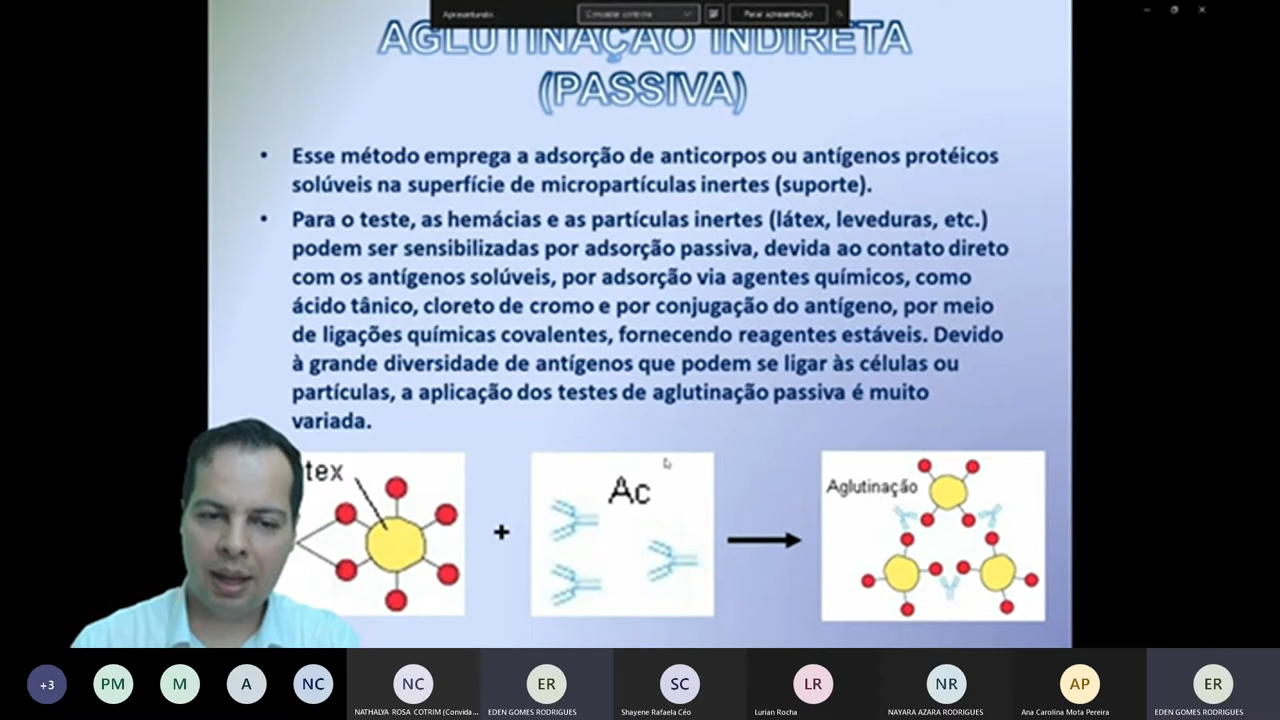 Apresentando
Conceder controle
Parar apresentação
AGLUTINAÇÃO INDIRETA
(PASSIVA)
• Esse método emprega a adsorção de anticorpos ou antígenos protéicos
solúveis na superfície de micropartículas inertes (suporte).
• Para o teste, as hemácias e as partículas inertes (látex, leveduras, etc.)
podem ser sensibilizadas por adsorção passiva, devida ao contato direto
com os antígenos solúveis, por adsorção via agentes químicos, como
ácido tânico, cloreto de cromo e por conjugação do antígeno, por meio
de ligações químicas covalentes, fornecendo reagentes estáveis. Devido
à grande diversidade de antígenos que podem se ligar às células ou
partículas, a aplicação dos testes de aglutinação passiva é muito
variada.
tex
+
Ac
Aglutinação
+3
PM
M
A
NC
NC
ER
SC
LR
NR
AP
ER
NATHALYA ROSA COTRIM (Convida...
EDEN GOMES RODRIGUES
Shayene Rafaela Céo
Lurian Rocha
NAYARA AZARA RODRIGUES
Ana Carolina Mota Pereira
EDEN GOMES RODRIGUES